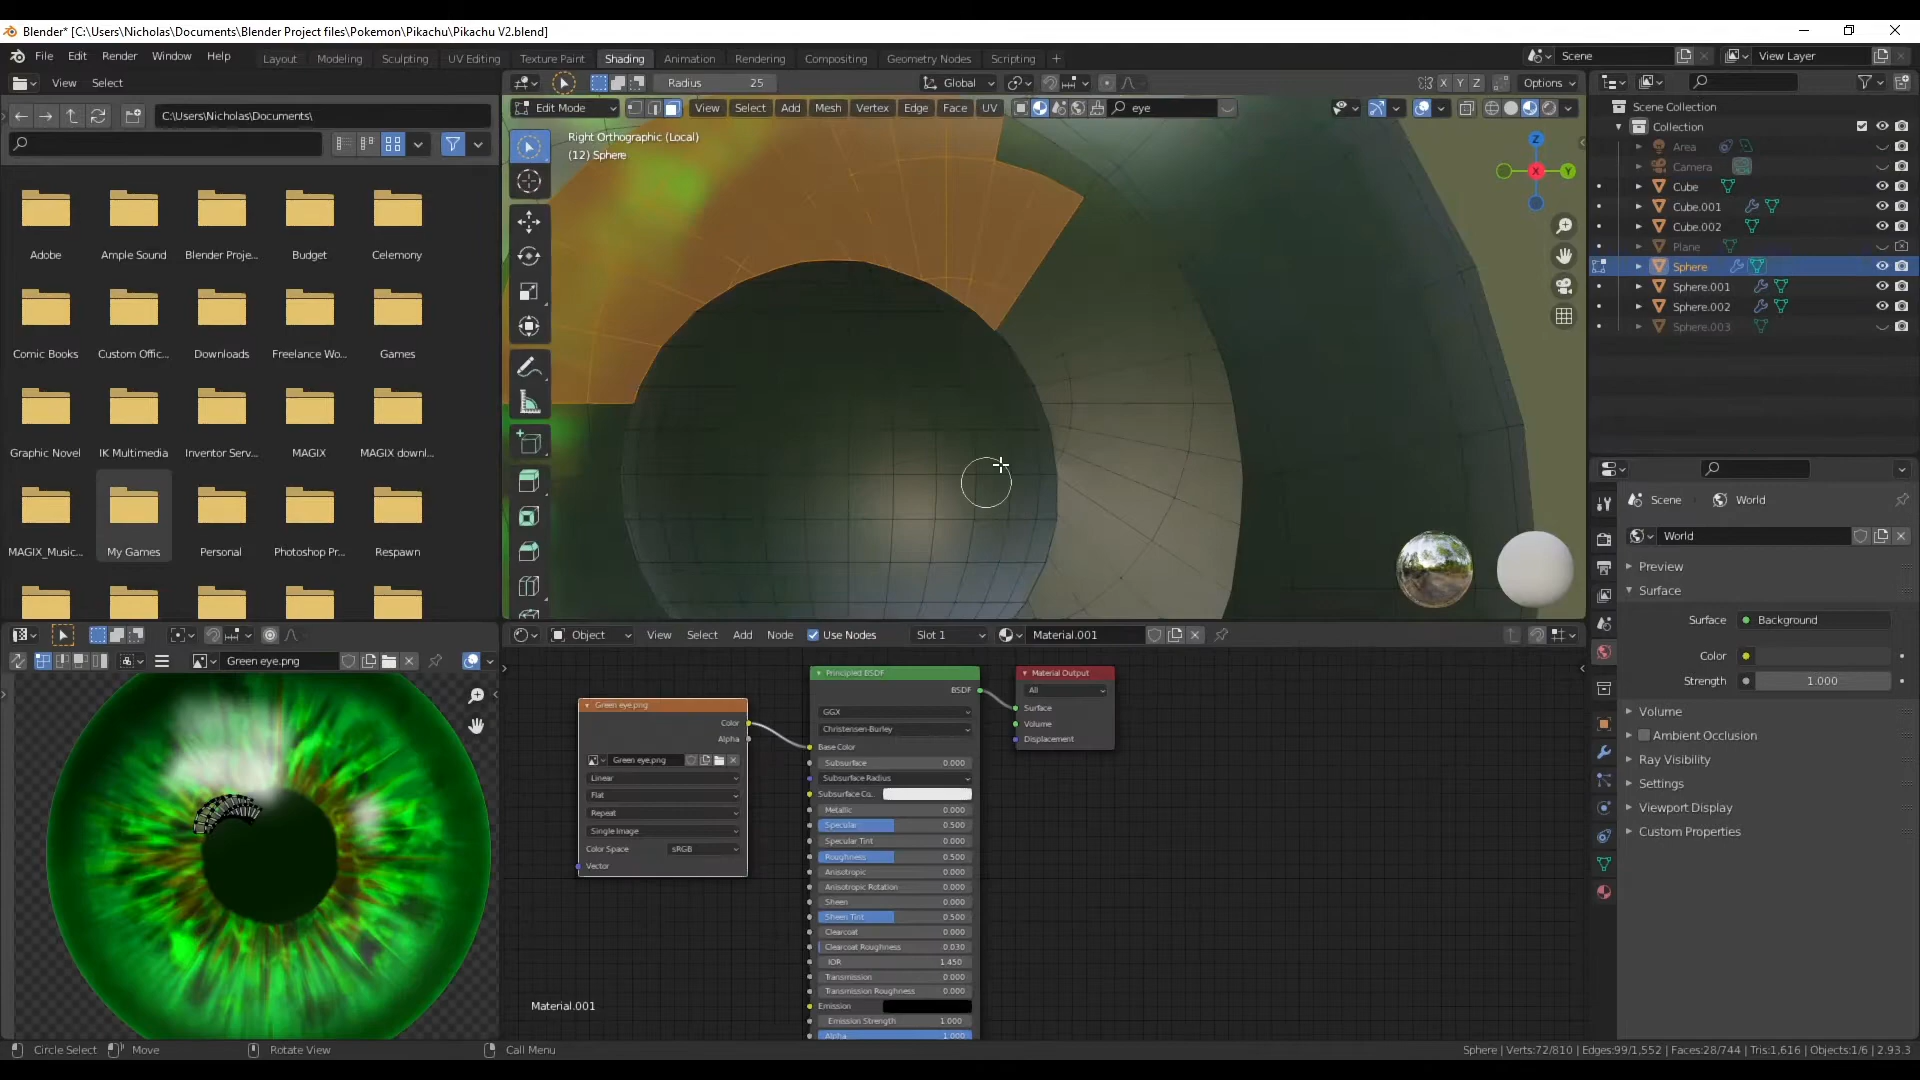 Blender* [C:\Users\Nicholas\Documents\Blender Project files\Pokemon\Pikachu\Pikachu V2.blend]
File Edit Render Window Help Layout Modeling Sculpting UV Editing Texture Paint Shading Animation Rendering Compositing Geometry Nodes Scripting + Scene View Layer
View Select
Radius 25 Global X Y Z Options
C:\Users\Nicholas\Documents\
Edit Mode View Select Add Mesh Vertex Edge Face UV eye
Right Orthographic (Local)
(12) Sphere
Z
X
Y
Scene Collection
Collection
Area
Camera
Cube
Cube.001
Cube.002
Plane
Sphere
Sphere.001
Sphere.002
Sphere.003
Adobe Ample Sound Blender Proje... Budget Celemony
Comic Books Custom Offic... Downloads Freelance Wo... Games
Graphic Novel IK Multimedia Inventor Serv... MAGIX MAGIX downl...
MAGIX_Music... My Games Personal Photoshop Pr... Respawn
Scene World
World
Preview
Surface
Surface Background
Color
Strength 1.000
Volume
Ambient Occlusion
Ray Visibility
Settings
Viewport Display
Custom Properties
Green eye.png
Object View Select Add Node Use Nodes Slot 1 Material.001
Green eye.png
Color
Alpha
Green eye.png
Linear
Flat
Repeat
Single Image
Color Space sRGB
Vector
Principled BSDF
BSDF
GGX
Christensen-Burley
Base Color
Subsurface 0.000
Subsurface Radius
Subsurface Co..
Metallic 0.000
Specular 0.500
Specular Tint 0.000
Roughness 0.500
Anisotropic 0.000
Anisotropic Rotation 0.000
Sheen 0.000
Sheen Tint 0.500
Clearcoat 0.000
Clearcoat Roughness 0.030
IOR 1.450
Transmission 0.000
Transmission Roughness 0.000
Emission
Emission Strength 1.000
Alpha 1.000
Material Output
All
Surface
Volume
Displacement
Material.001
Circle Select Move Rotate View Call Menu Sphere | Verts:72/810 | Edges:99/1,552 | Faces:28/744 | Tris:1,616 | Objects:1/6 | 2.93.3